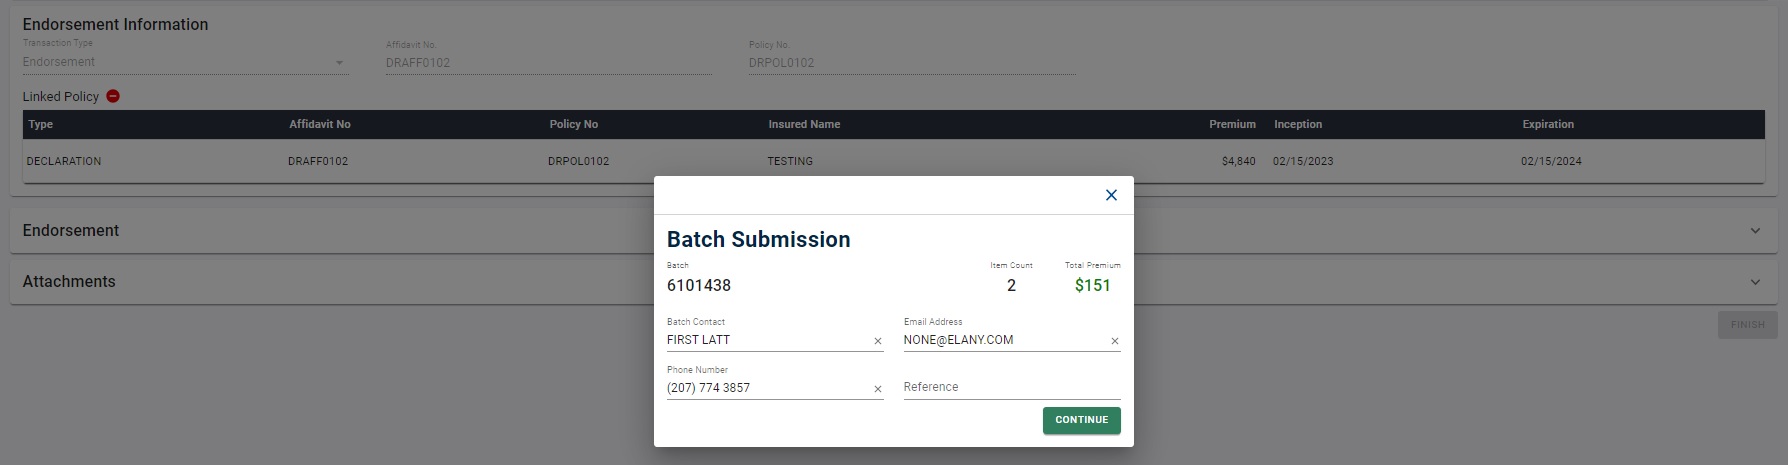 Endorsement Information
Transaction Type Affidavit No. Policy No.
Endorsement DRAFF0102 DRPOL0102
Linked Policy
Type Affidavit No Policy No Insured Name Premium Inception Expiration
DECLARATION DRAFF0102 DRPOL0102 TESTING $4,840 02/15/2023 02/15/2024
Endorsement
Attachments
FINISH
Batch Submission
Batch Item Count Total Premium
6101438 2 $151
Batch Contact Email Address
FIRST LATT NONE@ELANY.COM
Phone Number
(207) 774 3857 Reference
CONTINUE